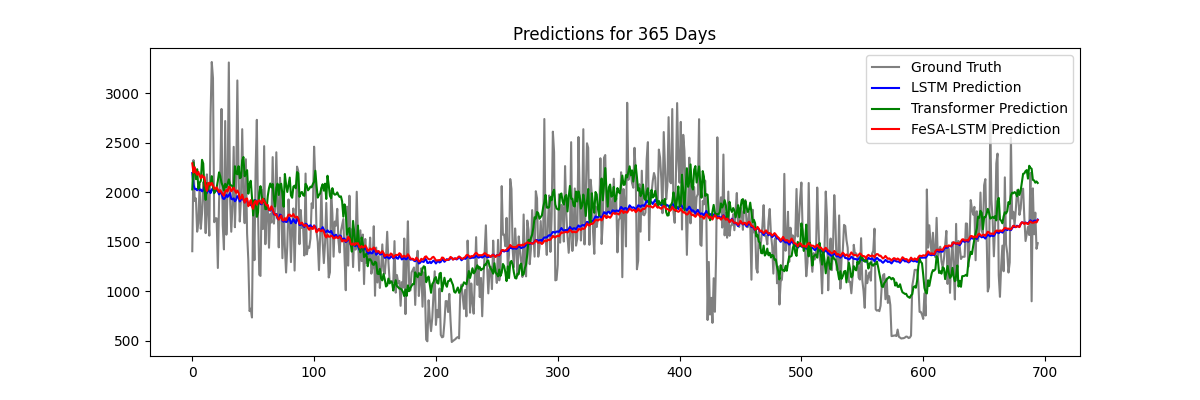 Predictions for 365 Days
Ground Truth
LSTM Prediction
Transformer Prediction
FeSA-LSTM Prediction
3000
2500
2000
1500
1000
500
0 100 200 300 400 500 600 700